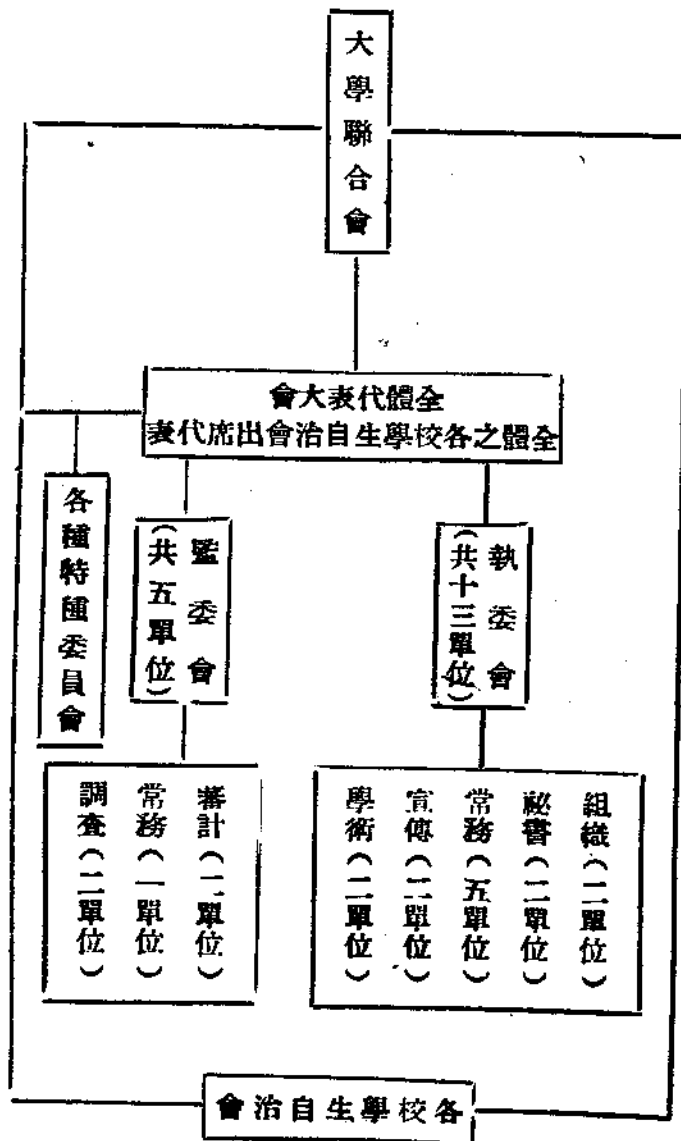 大學聯合會
全體代表大會
全體之各校學生自治會出席代表
執委會
(共十三單位)
監委會
(共五單位)
各種特種委員會
組織(二單位)
祕書(二單位)
常務(五單位)
宣傳(二單位)
學術(二單位)
審計(二單位)
常務(一單位)
調查(二單位)
各校學生自治會